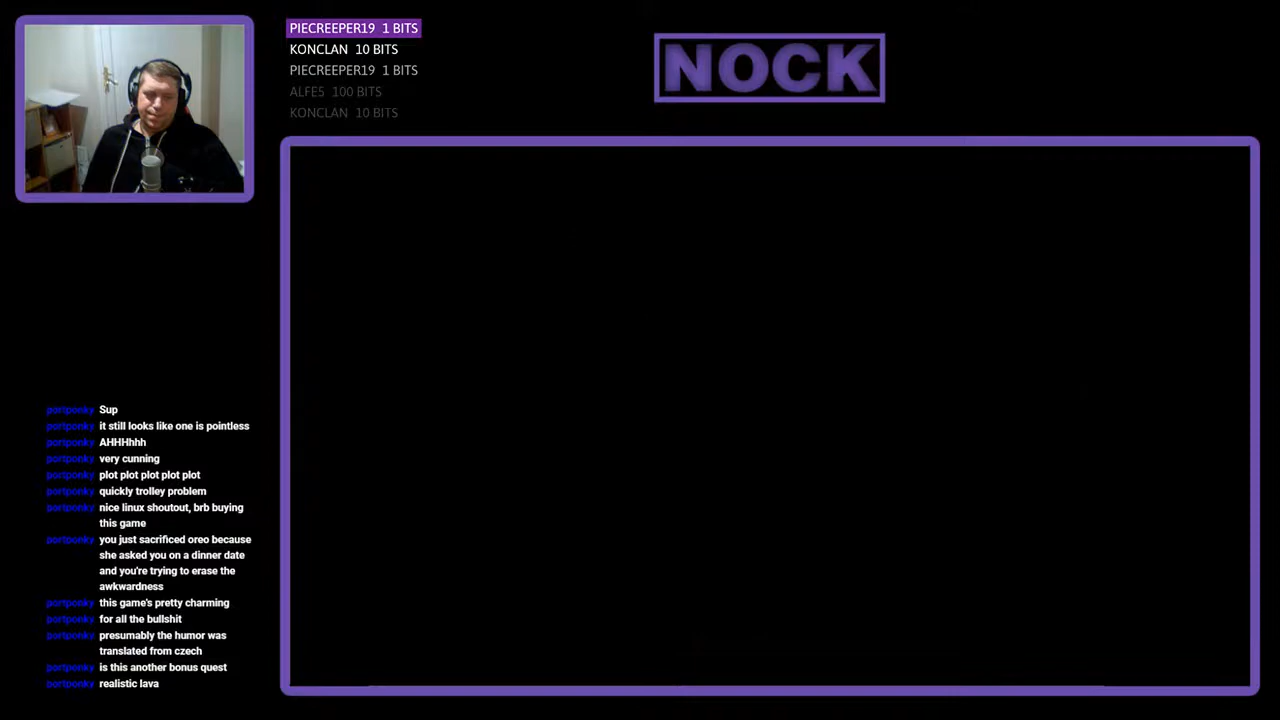 PIECREEPER19 1 BITS
KONCLAN 10 BITS
PIECREEPER19 1 BITS
ALFE5 100 BITS
KONCLAN 10 BITS
NOCK
portponky Sup
portponky it still looks like one is pointless
portponky AHHHhhh
portponky very cunning
portponky plot plot plot plot plot
portponky quickly trolley problem
portponky nice linux shoutout, brb buying
this game
portponky you just sacrificed oreo because
she asked you on a dinner date
and you're trying to erase the
awkwardness
portponky this game's pretty charming
portponky for all the bullshit
portponky presumably the humor was
translated from czech
portponky is this another bonus quest
portponky realistic lava